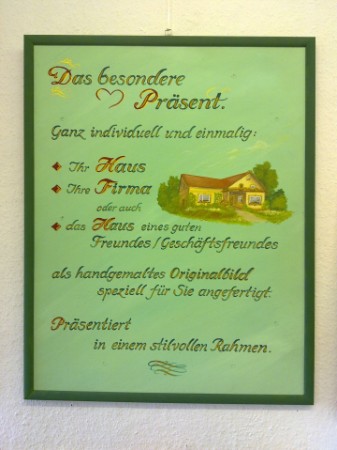 Das besondere
Präsent.
Ganz individuell und einmalig:
Ihr Haus
Ihre Firma
oder auch
das Haus eines guten
Freundes/Geschäftsfreundes
als handgemaltes Originalbild
speziell für Sie angefertigt.
Präsentiert
in einem stilvollen Rahmen.